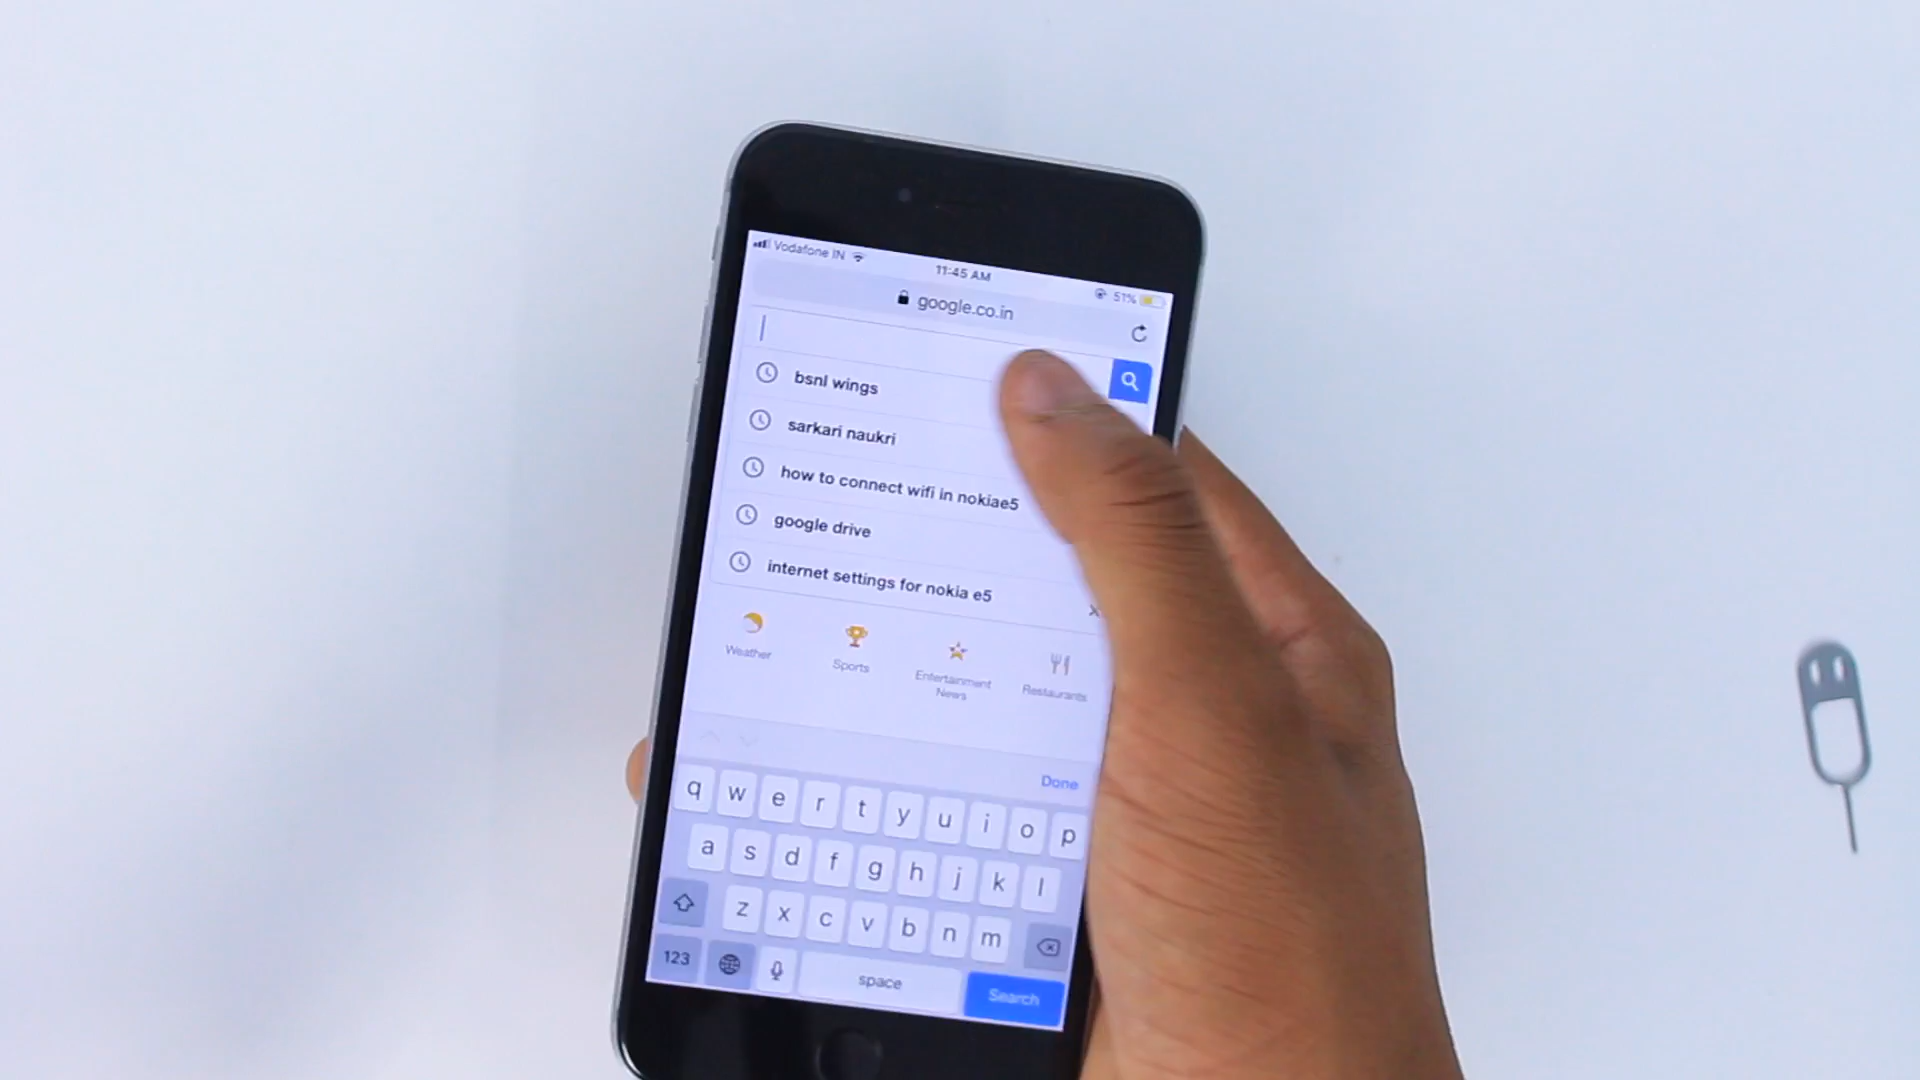 Vodafone IN
11:45 AM
51%
google.co.in
bsnl wings
sarkari naukri
how to connect wifi in nokiae5
google drive
internet settings for nokia e5
Weather
Sports
Entertainment
News
Restaurants
Done
q w e r t y u i o p
a s d f g h j k l
z x c v b n m
123
space
Search